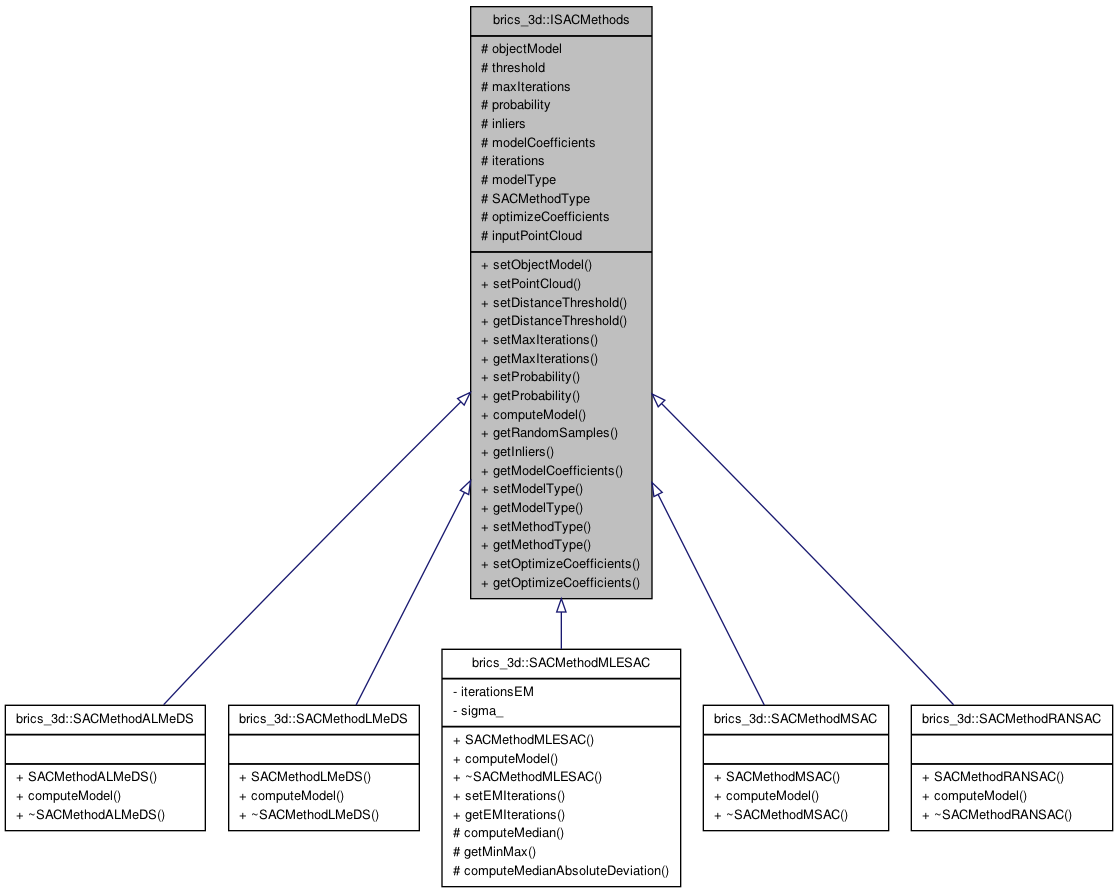 brics_3d::ISACMethods
# objectModel
# threshold
# maxIterations
# probability
# inliers
# modelCoefficients
# iterations
# modelType
# SACMethodType
# optimizeCoefficients
# inputPointCloud
+ setObjectModel()
+ setPointCloud()
+ setDistanceThreshold()
+ getDistanceThreshold()
+ setMaxIterations()
+ getMaxIterations()
+ setProbability()
+ getProbability()
+ computeModel()
+ getRandomSamples()
+ getInliers()
+ getModelCoefficients()
+ setModelType()
+ getModelType()
+ setMethodType()
+ getMethodType()
+ setOptimizeCoefficients()
+ getOptimizeCoefficients()
brics_3d::SACMethodALMeDS
+ SACMethodALMeDS()
+ computeModel()
+ ~SACMethodALMeDS()
brics_3d::SACMethodLMeDS
+ SACMethodLMeDS()
+ computeModel()
+ ~SACMethodLMeDS()
brics_3d::SACMethodMLESAC
- iterationsEM
- sigma_
+ SACMethodMLESAC()
+ computeModel()
+ ~SACMethodMLESAC()
+ setEMIterations()
+ getEMIterations()
# computeMedian()
# getMinMax()
# computeMedianAbsoluteDeviation()
brics_3d::SACMethodMSAC
+ SACMethodMSAC()
+ computeModel()
+ ~SACMethodMSAC()
brics_3d::SACMethodRANSAC
+ SACMethodRANSAC()
+ computeModel()
+ ~SACMethodRANSAC()